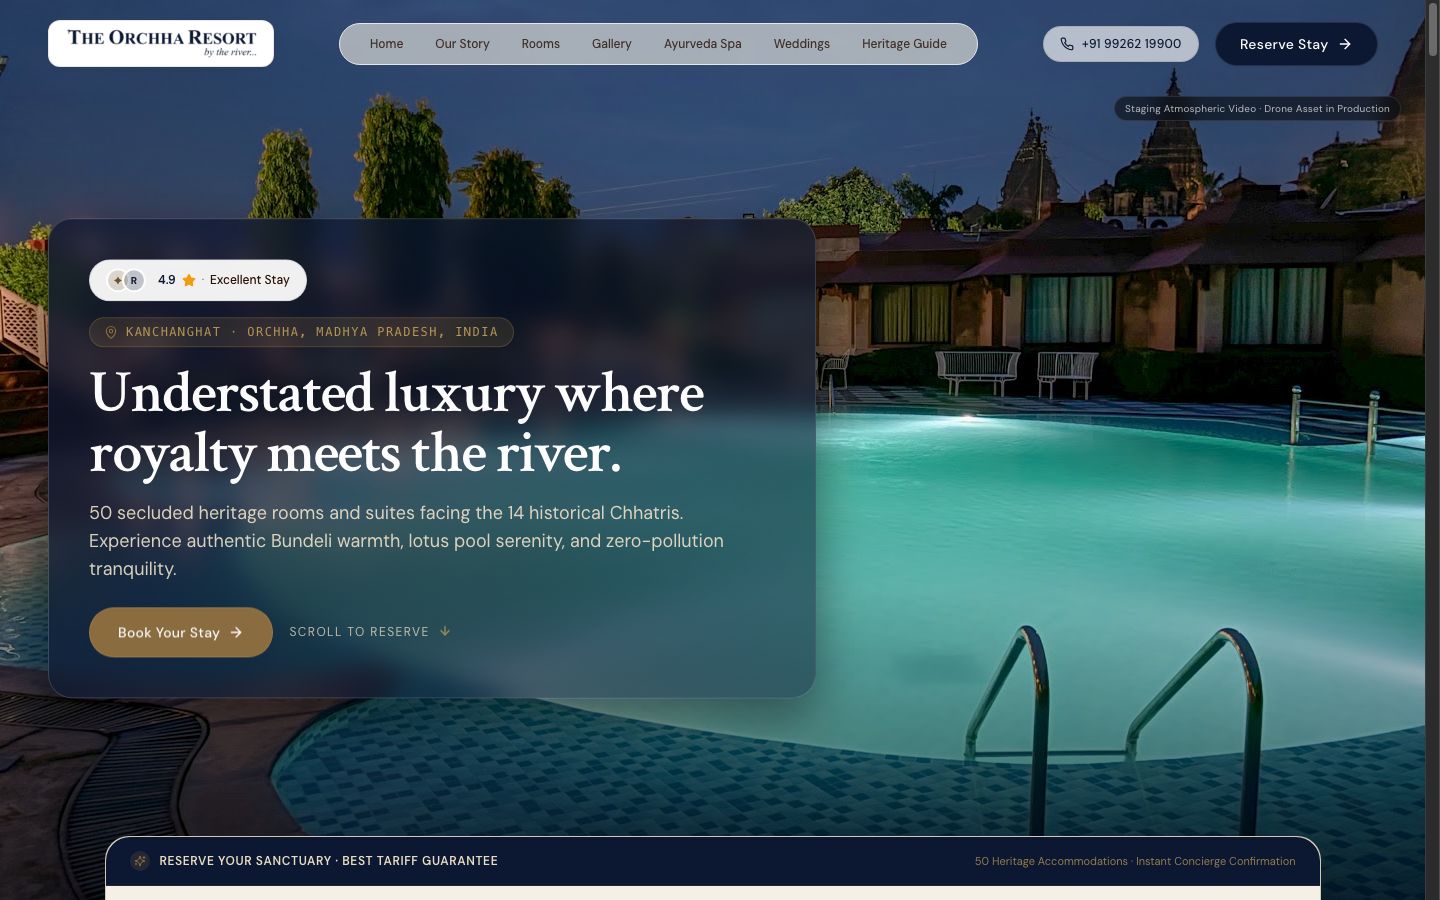 THE ORCHHA RESORT
by the river...
Home
Our Story
Rooms
Gallery
Ayurveda Spa
Weddings
Heritage Guide
+91 99262 19900
Reserve Stay
Staging Atmospheric Video · Drone Asset in Production
R
4.9 · Excellent Stay
KANCHANGHAT · ORCHHA, MADHYA PRADESH, INDIA
Understated luxury where
royalty meets the river.
50 secluded heritage rooms and suites facing the 14 historical Chhatris.
Experience authentic Bundeli warmth, lotus pool serenity, and zero-pollution
tranquility.
Book Your Stay
SCROLL TO RESERVE
RESERVE YOUR SANCTUARY · BEST TARIFF GUARANTEE
50 Heritage Accommodations · Instant Concierge Confirmation